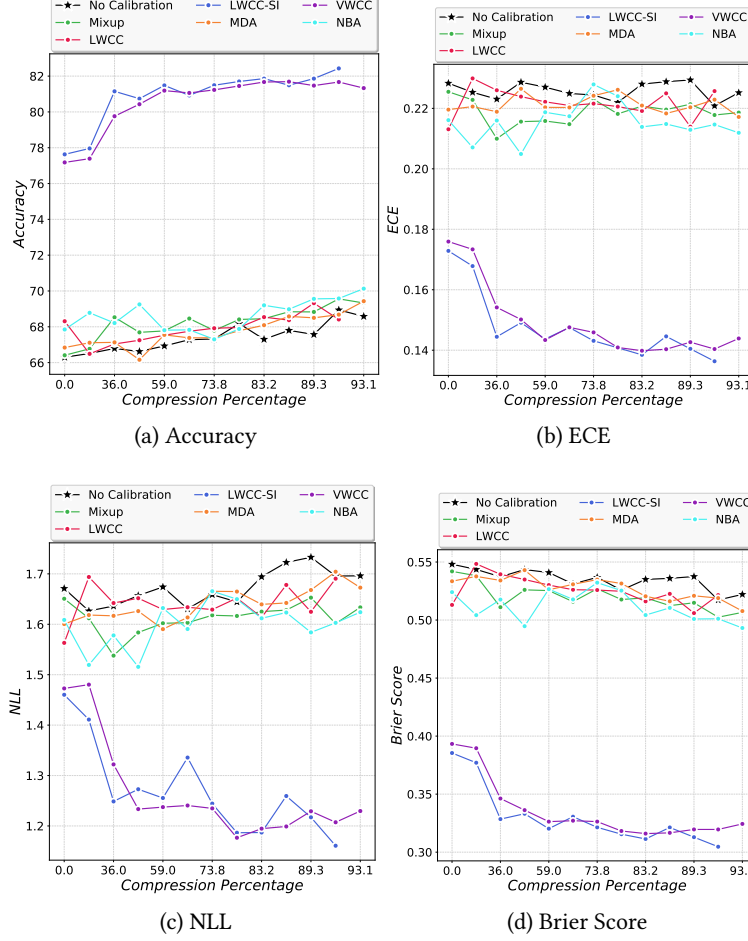 No Calibration LWCC-SI VWCC
Mixup MDA NBA
LWCC
82
80
78
76
74
72
70
68
66
Accuracy
0.0 36.0 59.0 73.8 83.2 89.3 93.1
Compression Percentage
(a) Accuracy
No Calibration LWCC-SI VWCC
Mixup MDA NBA
LWCC
0.22
0.20
0.18
0.16
0.14
ECE
0.0 36.0 59.0 73.8 83.2 89.3 93.1
Compression Percentage
(b) ECE
No Calibration LWCC-SI VWCC
Mixup MDA NBA
LWCC
1.7
1.6
1.5
1.4
1.3
1.2
NLL
0.0 36.0 59.0 73.8 83.2 89.3 93.1
Compression Percentage
(c) NLL
No Calibration LWCC-SI VWCC
Mixup MDA NBA
LWCC
0.55
0.50
0.40
0.35
0.30
Brier Score
0.0 36.0 59.0 73.8 83.2 89.3 93.1
Compression Percentage
(d) Brier Score